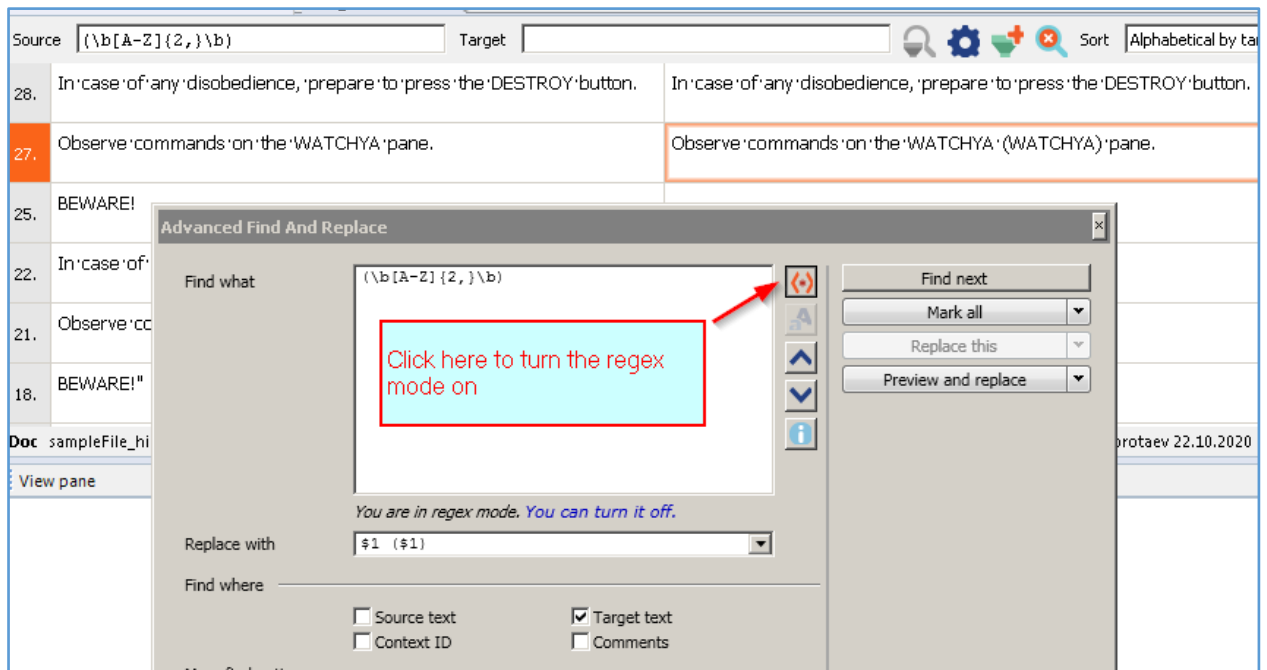 Source (\b[A-Z]{2,}\b) Target Sort Alphabetical by
28. In·case·of·any·disobedience,·prepare·to·press·the·DESTROY·button. In·case·of·any·disobedience,·prepare·to·press·the·DESTROY·button.
27. Observe·commands·on·the·WATCHYA·pane. Observe·commands·on·the·WATCHYA·(WATCHYA)·pane.
25. BEWARE!
Advanced Find And Replace
22. In·case·of·
Find what (\b[A-Z]{2,}\b) Find next
Mark all
21. Observe
Click here to turn the regex
mode on
Replace this
18. BEWARE!"
Preview and replace
Doc sampleFile_hi protaev 22.10.2020
View pane
You are in regex mode. You can turn it off.
Replace with $1 ($1)
Find where
Source text Target text
Context ID Comments